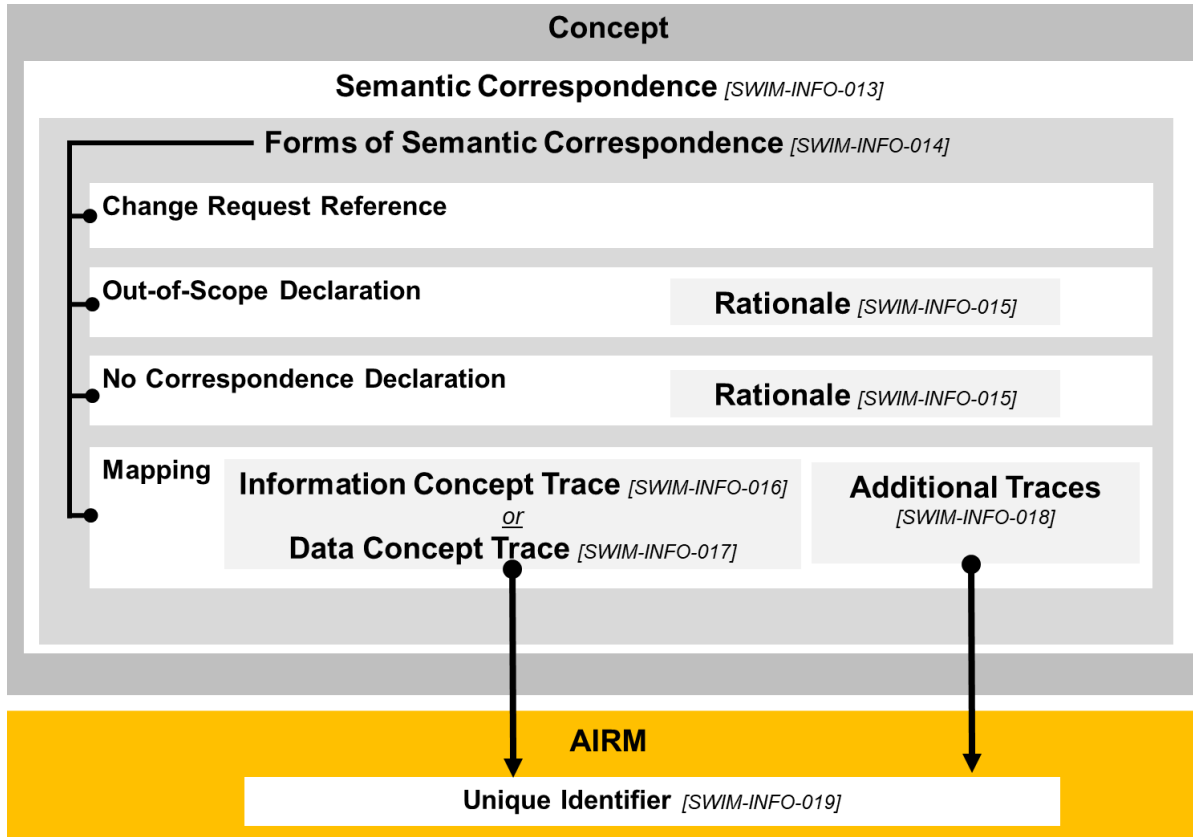 Concept
Semantic Correspondence [SWIM-INFO-013]
Forms of Semantic Correspondence [SWIM-INFO-014]
Change Request Reference
Out-of-Scope Declaration
Rationale [SWIM-INFO-015]
No Correspondence Declaration
Rationale [SWIM-INFO-015]
Mapping
Information Concept Trace [SWIM-INFO-016]
or
Data Concept Trace [SWIM-INFO-017]
Additional Traces
[SWIM-INFO-018]
AIRM
Unique Identifier [SWIM-INFO-019]